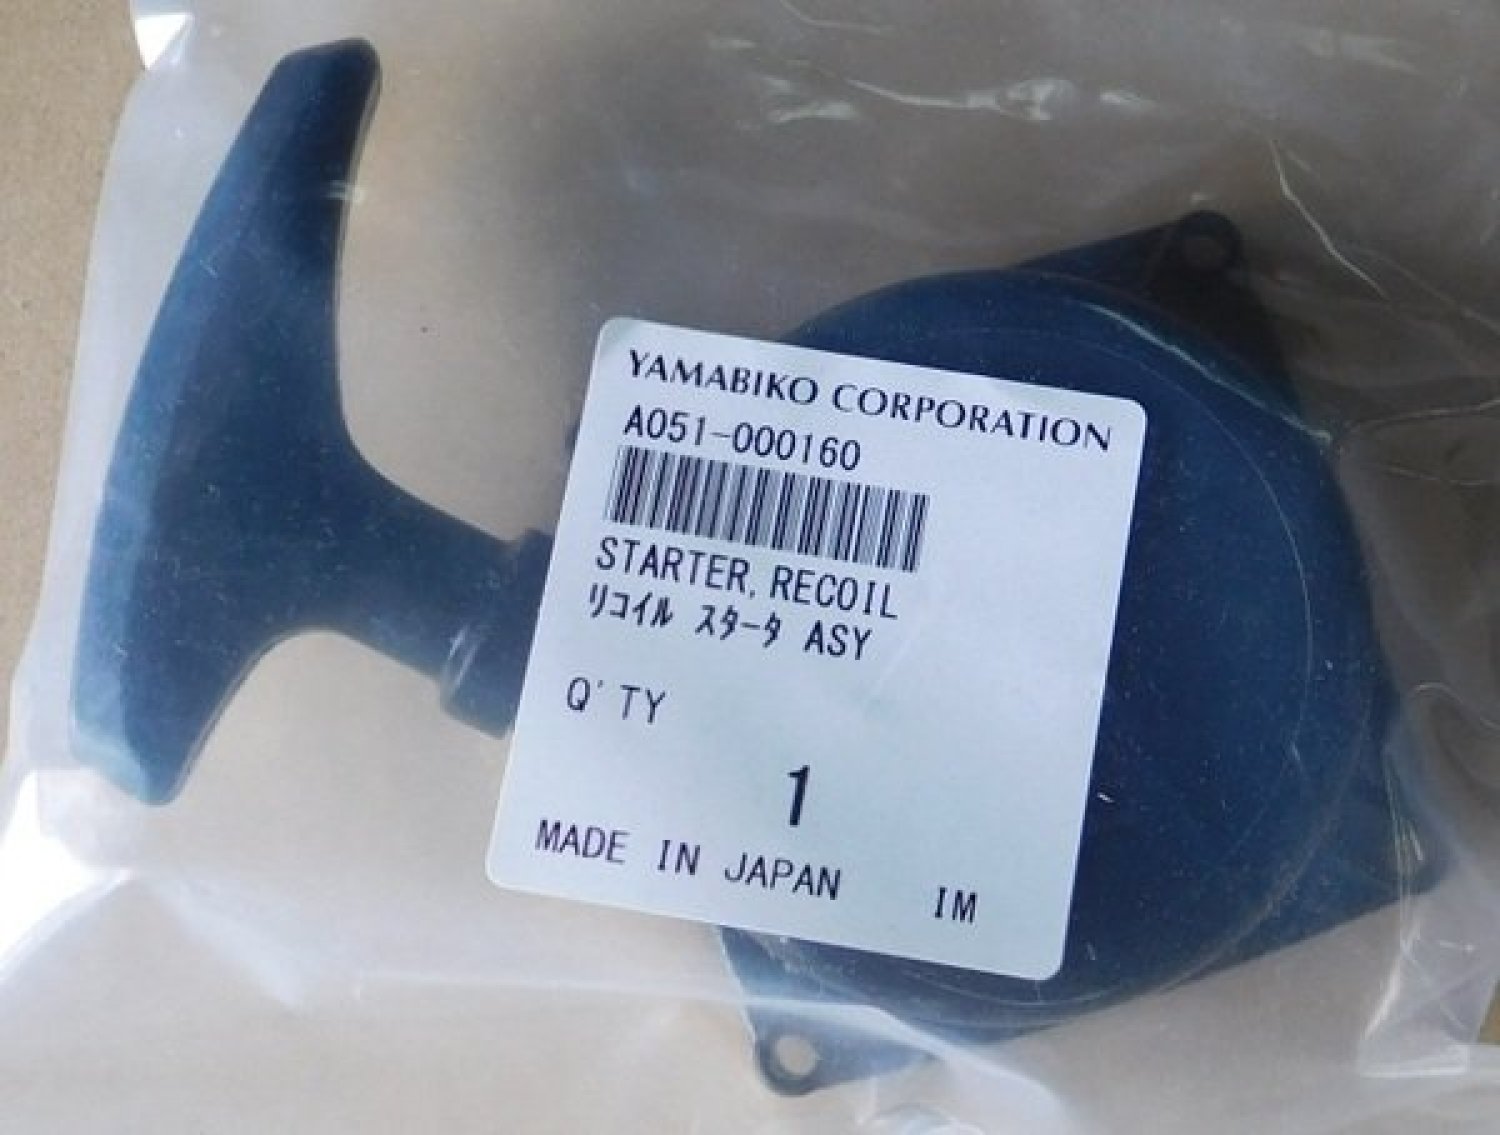 YAMABIKO CORPORATION
A051-000160
STARTER,RECOIL
ﾘｺｲﾙ ｽﾀｰﾀ ASY
Q'TY
1
MADE IN JAPAN IM